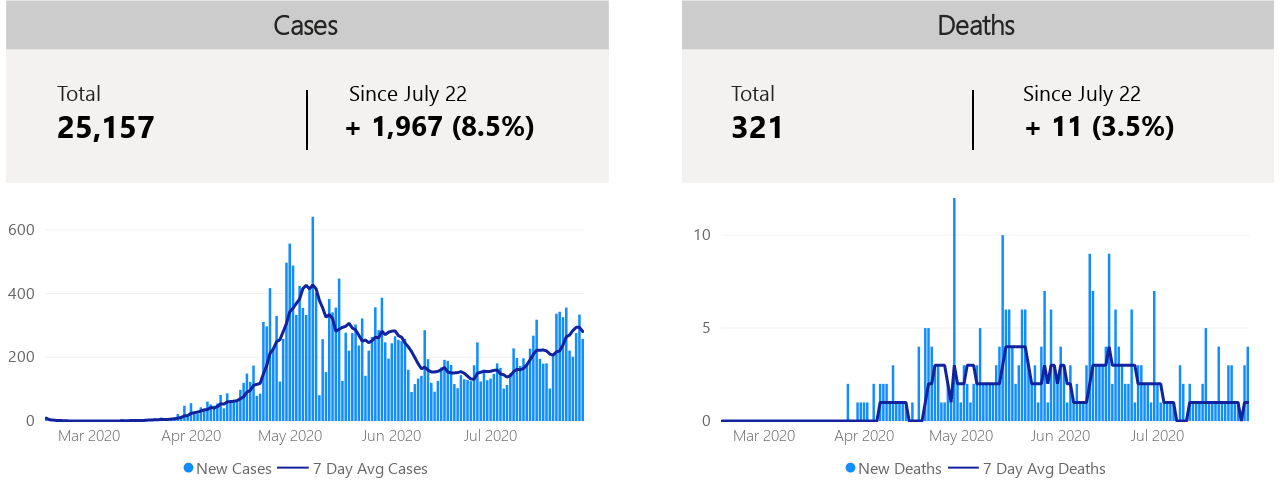 Cases
Total
25,157
Since July 22
+ 1,967 (8.5%)
600
400
200
0
Mar 2020 Apr 2020 May 2020 Jun 2020 Jul 2020
New Cases 7 Day Avg Cases
Deaths
Total
321
Since July 22
+ 11 (3.5%)
10
5
0
Mar 2020 Apr 2020 May 2020 Jun 2020 Jul 2020
New Deaths 7 Day Avg Deaths